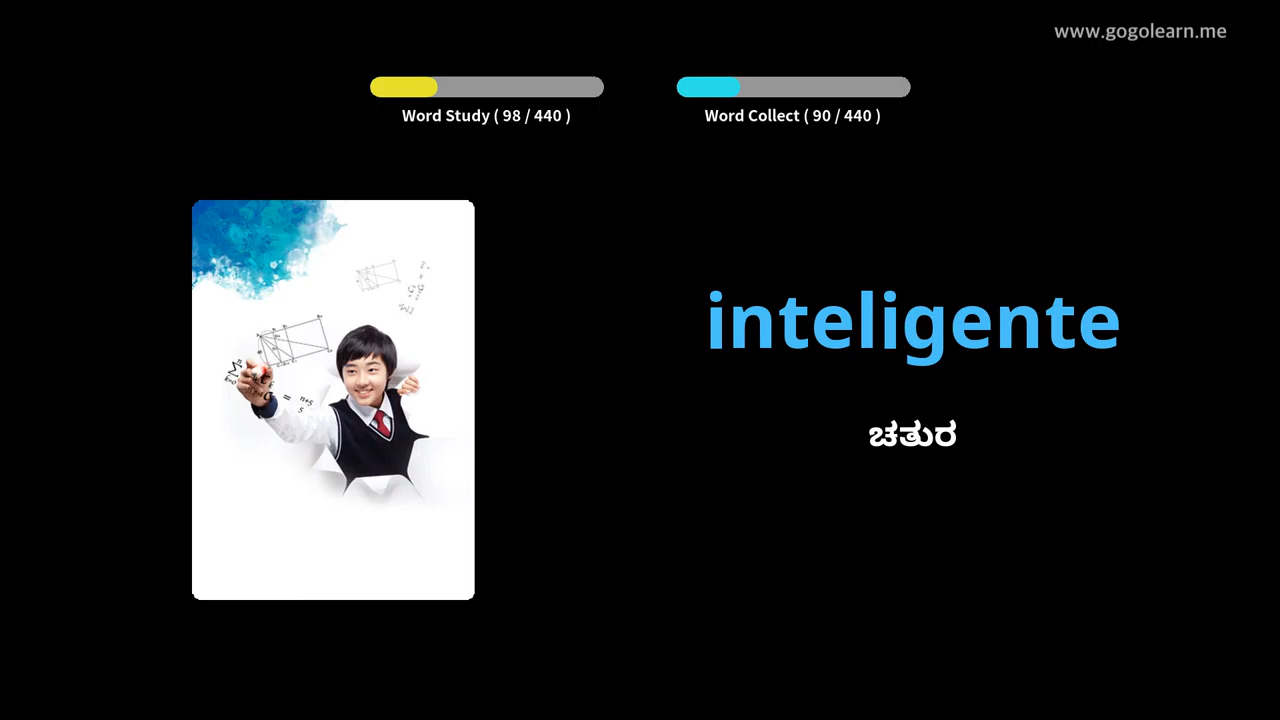 www.gogolearn.me
Word Study ( 98 / 440 )
Word Collect ( 90 / 440 )
inteligente
ಚತುರ